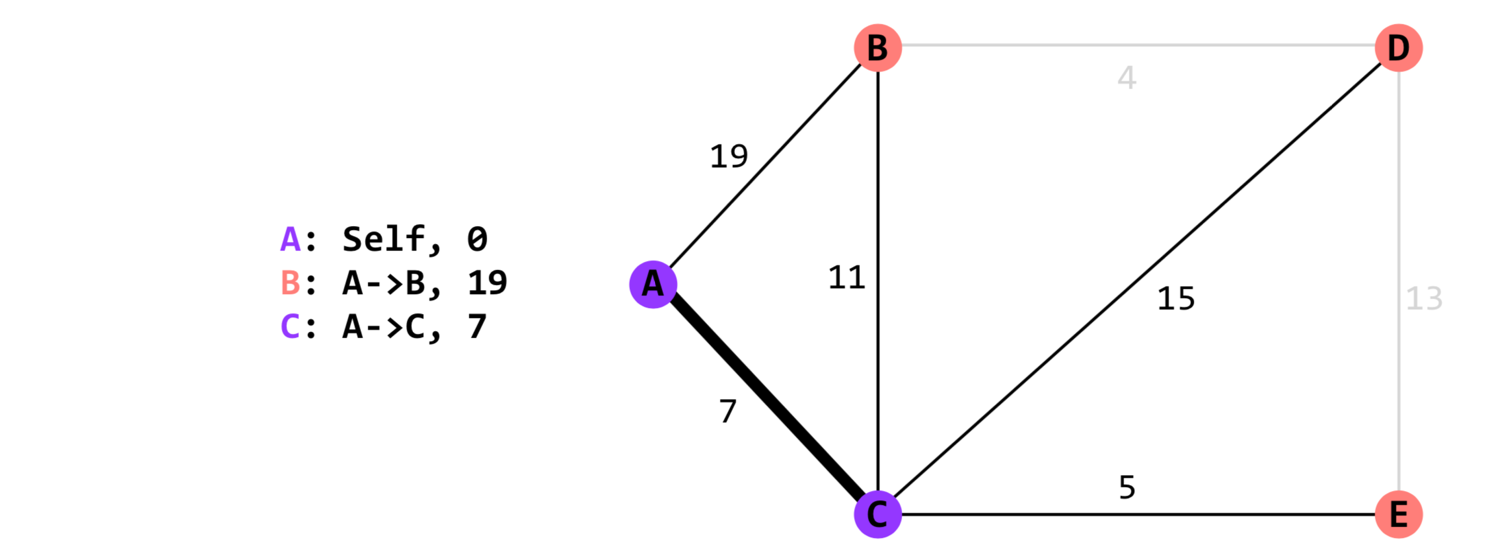 A: Self, 0
B: A->B, 19
C: A->C, 7
B
D
4
19
A
11
15
13
7
5
C
E